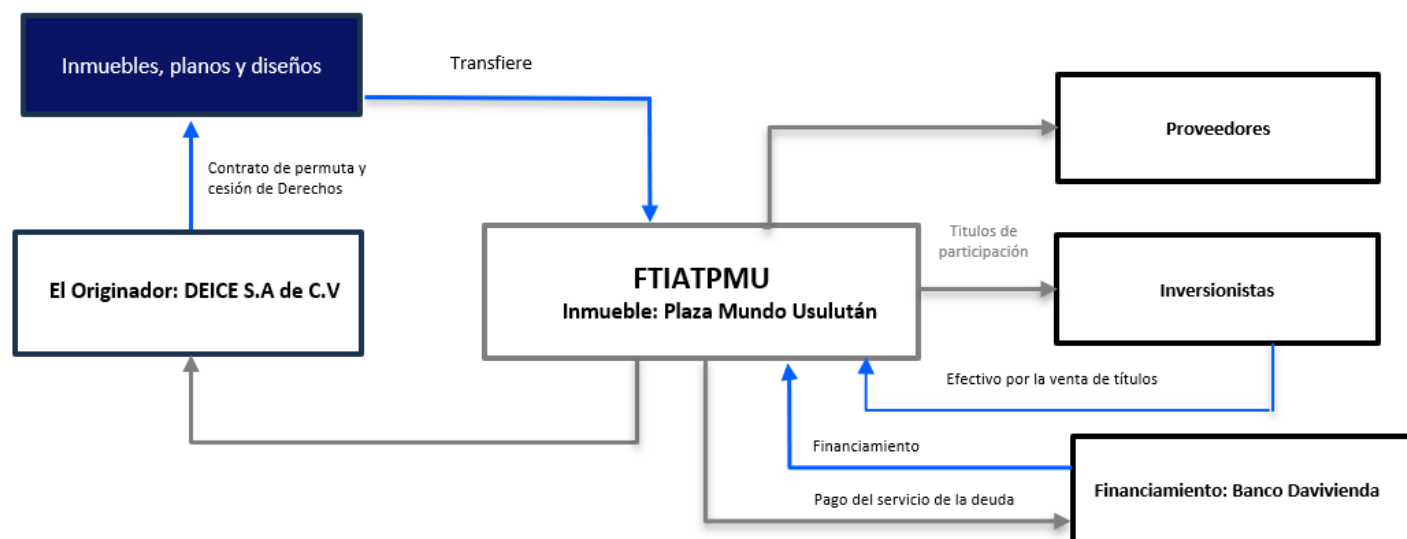 Inmuebles, planos y diseños
Transfiere
Proveedores
Contrato de permuta y
cesión de Derechos
Titulos de
participación
El Originador: DEICE S.A de C.V
FTIATPMU
Inmueble: Plaza Mundo Usulután
Inversionistas
Efectivo por la venta de títulos
Financiamiento
Financiamiento: Banco Davivienda
Pago del servicio de la deuda